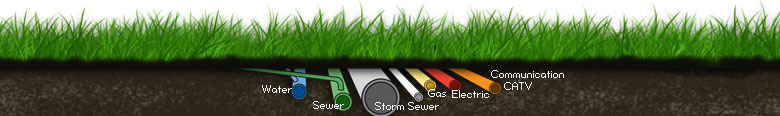 Water
Sewer
Storm Sewer
Gas
Electric
Communication
CATV